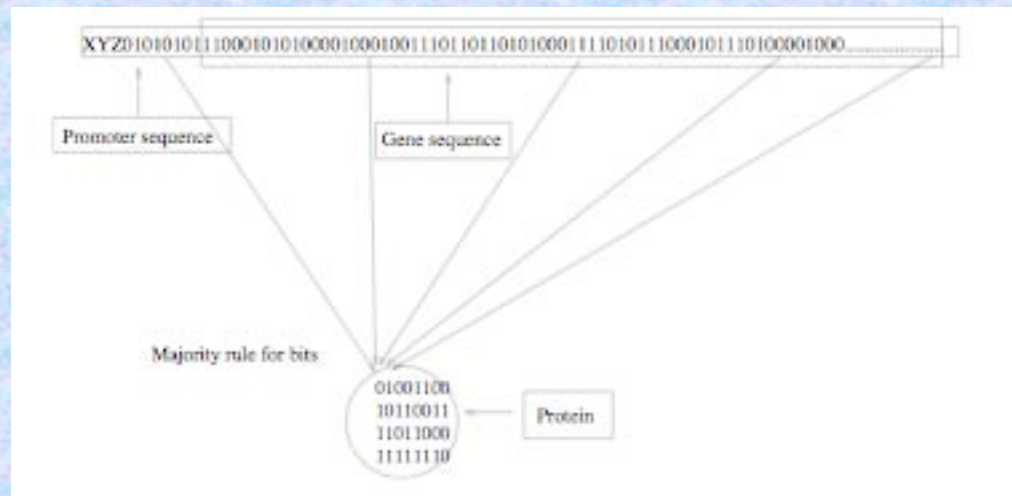 XYZ0101010111000101010000100010011101101101010001111010111000101110100001000....................
Promoter sequence
Gene sequence
Majority rule for bits
01001100
10110011
11011000
11111110
Protein